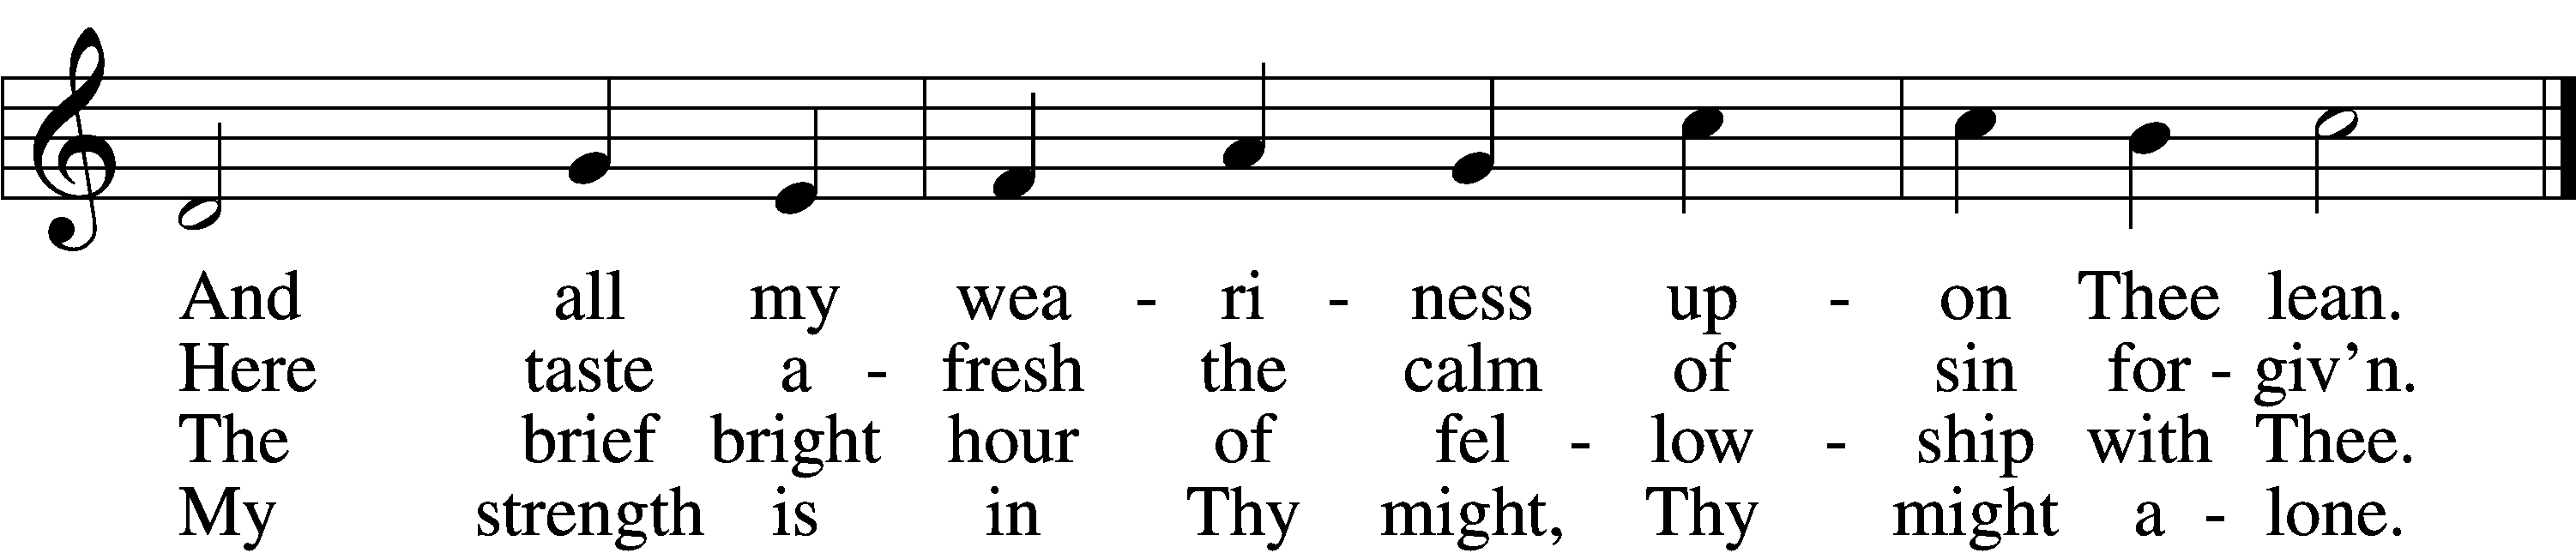 And all my wea - ri - ness up - on Thee lean.
Here taste a - fresh the calm of sin for - giv’n.
The brief bright hour of fel - low - ship with Thee.
My strength is in Thy might, Thy might a - lone.